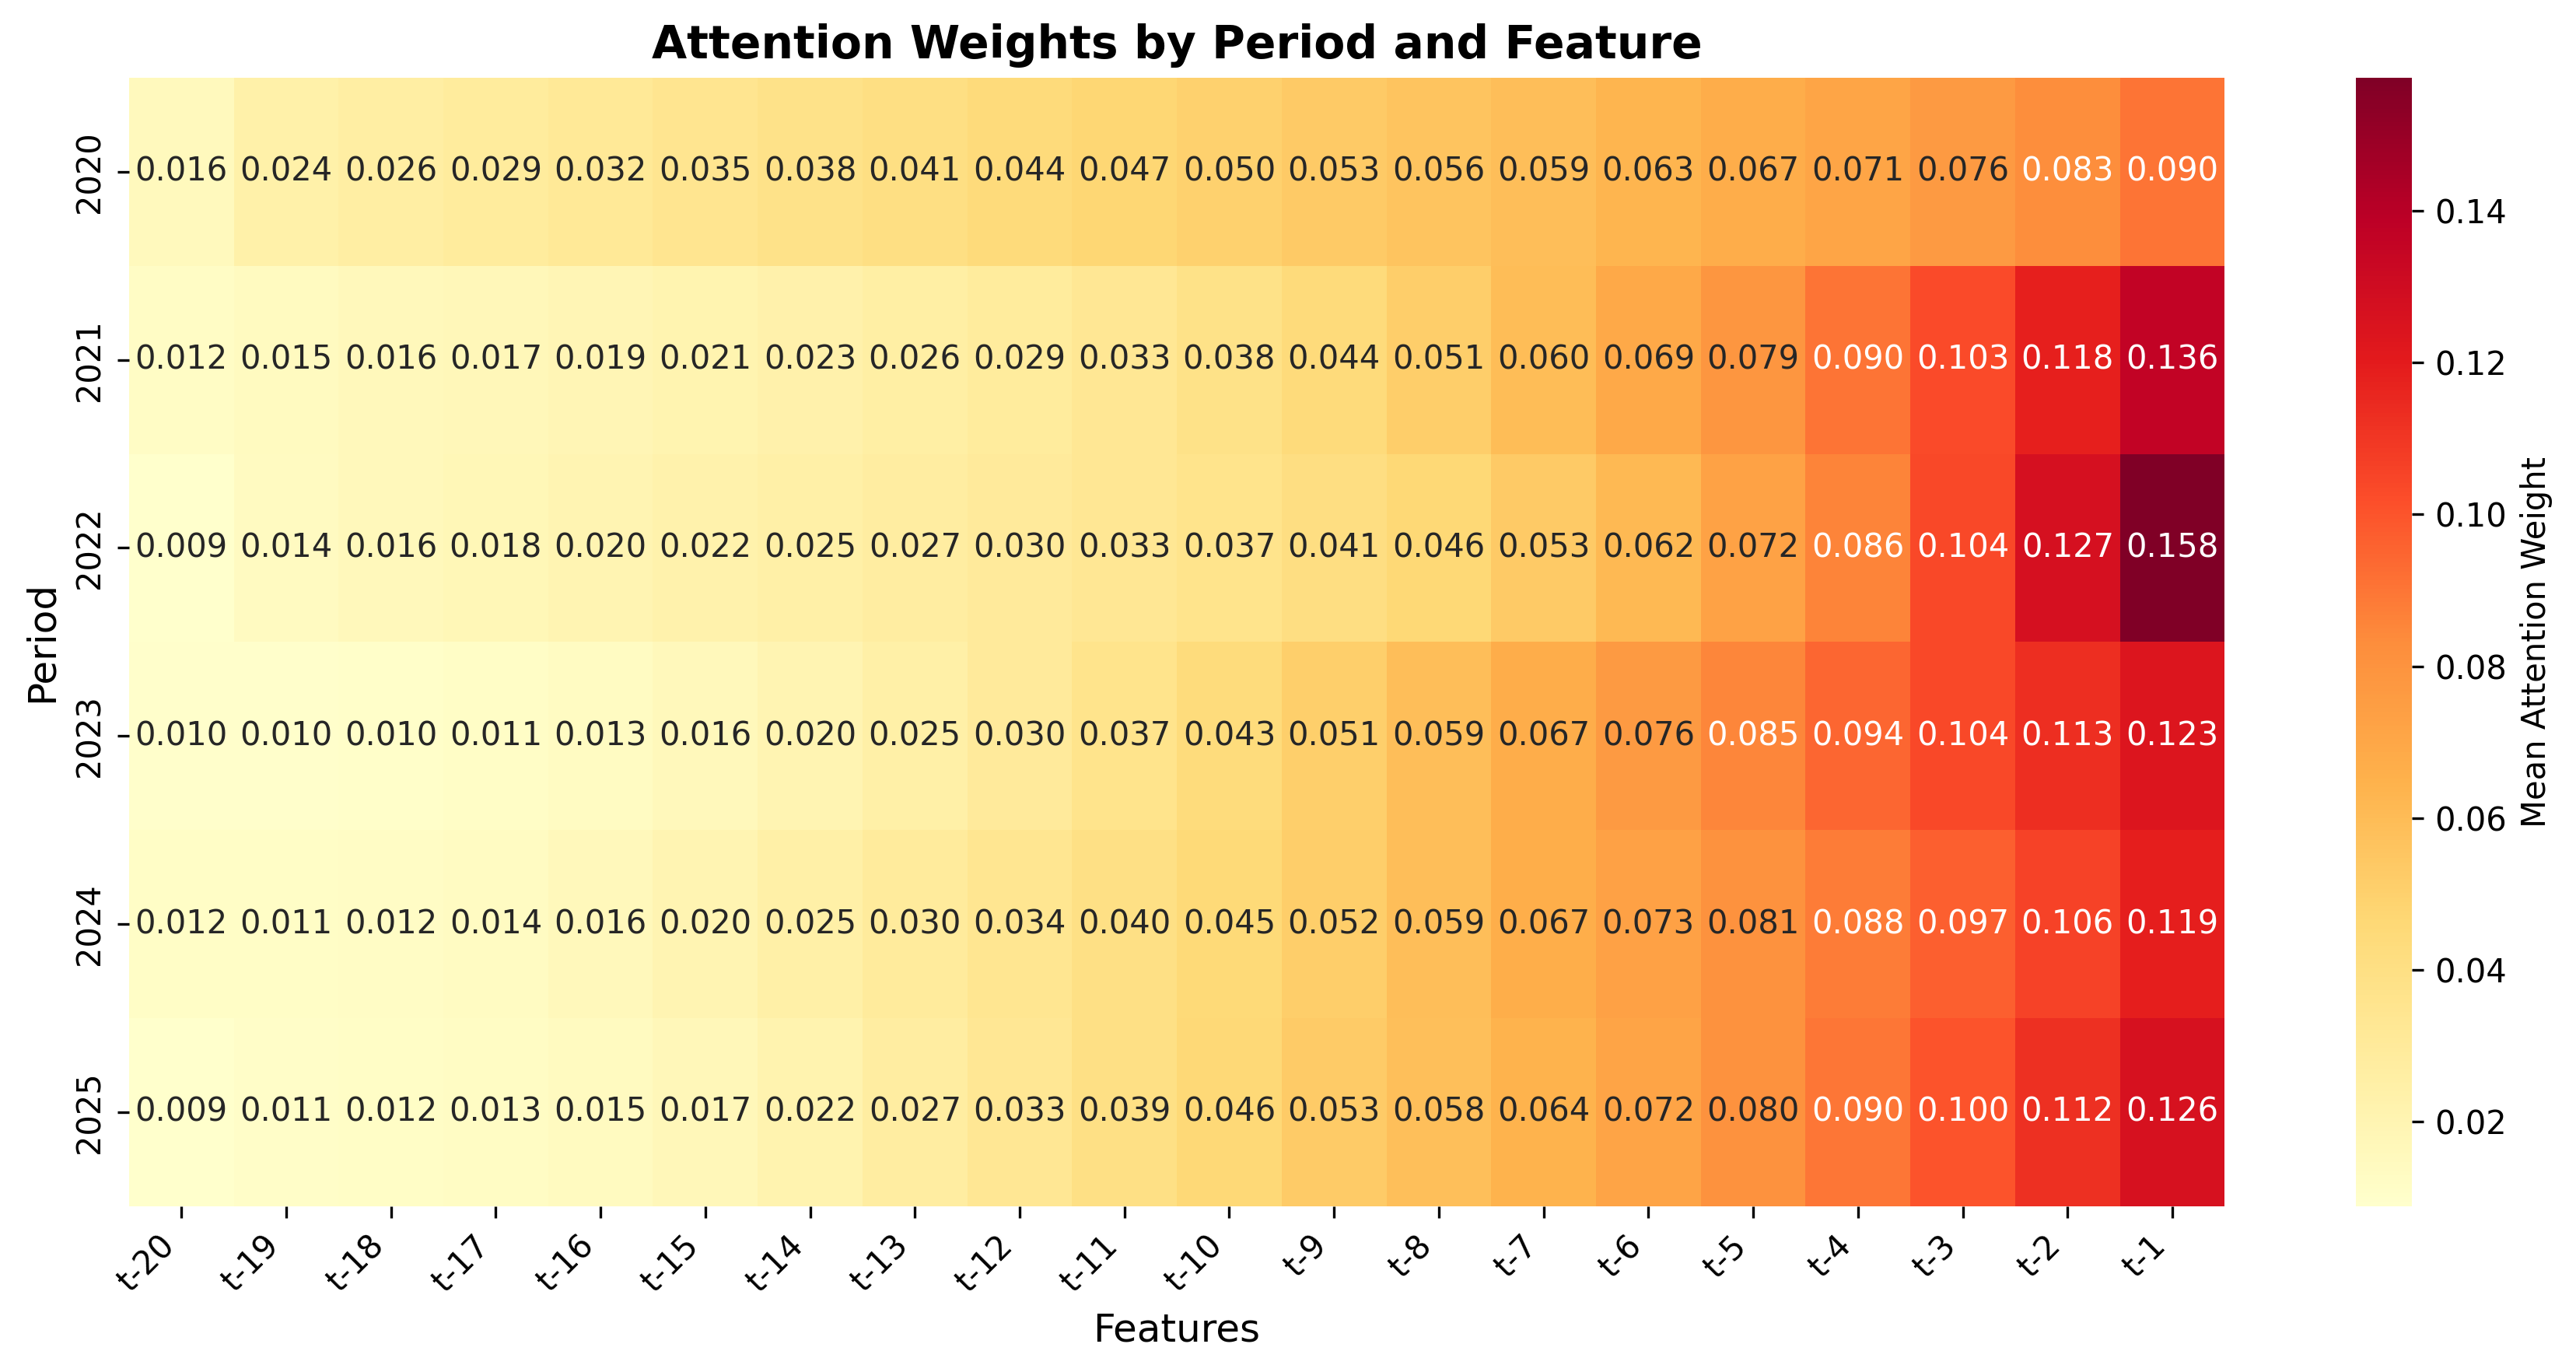 Attention Weights by Period and Feature
2020
0.016 0.024 0.026 0.029 0.032 0.035 0.038 0.041 0.044 0.047 0.050 0.053 0.056 0.059 0.063 0.067 0.071 0.076 0.083 0.090
2021
0.012 0.015 0.016 0.017 0.019 0.021 0.023 0.026 0.029 0.033 0.038 0.044 0.051 0.060 0.069 0.079 0.090 0.103 0.118 0.136
2022
0.009 0.014 0.016 0.018 0.020 0.022 0.025 0.027 0.030 0.033 0.037 0.041 0.046 0.053 0.062 0.072 0.086 0.104 0.127 0.158
2023
0.010 0.010 0.010 0.011 0.013 0.016 0.020 0.025 0.030 0.037 0.043 0.051 0.059 0.067 0.076 0.085 0.094 0.104 0.113 0.123
2024
0.012 0.011 0.012 0.014 0.016 0.020 0.025 0.030 0.034 0.040 0.045 0.052 0.059 0.067 0.073 0.081 0.088 0.097 0.106 0.119
2025
0.009 0.011 0.012 0.013 0.015 0.017 0.022 0.027 0.033 0.039 0.046 0.053 0.058 0.064 0.072 0.080 0.090 0.100 0.112 0.126
Period
t-20 t-19 t-18 t-17 t-16 t-15 t-14 t-13 t-12 t-11 t-10 t-9 t-8 t-7 t-6 t-5 t-4 t-3 t-2 t-1
Features
0.14
0.12
0.10
0.08
0.06
0.04
0.02
Mean Attention Weight